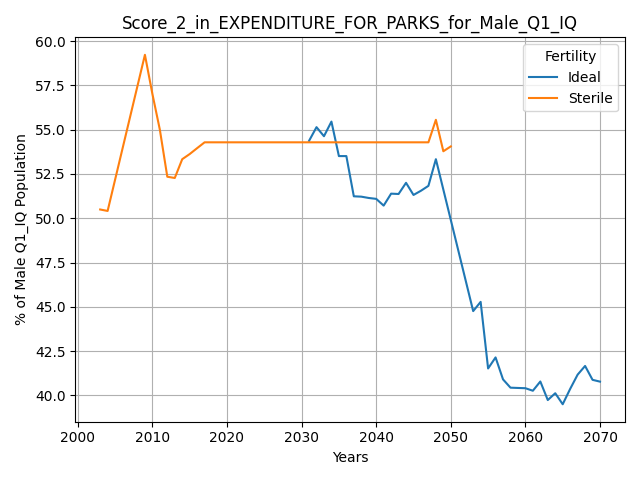 Score_2_in_EXPENDITURE_FOR_PARKS_for_Male_Q1_IQ
60.0
57.5
55.0
52.5
50.0
47.5
45.0
42.5
40.0
% of Male Q1_IQ Population
Fertility
Ideal
Sterile
2000 2010 2020 2030 2040 2050 2060 2070
Years